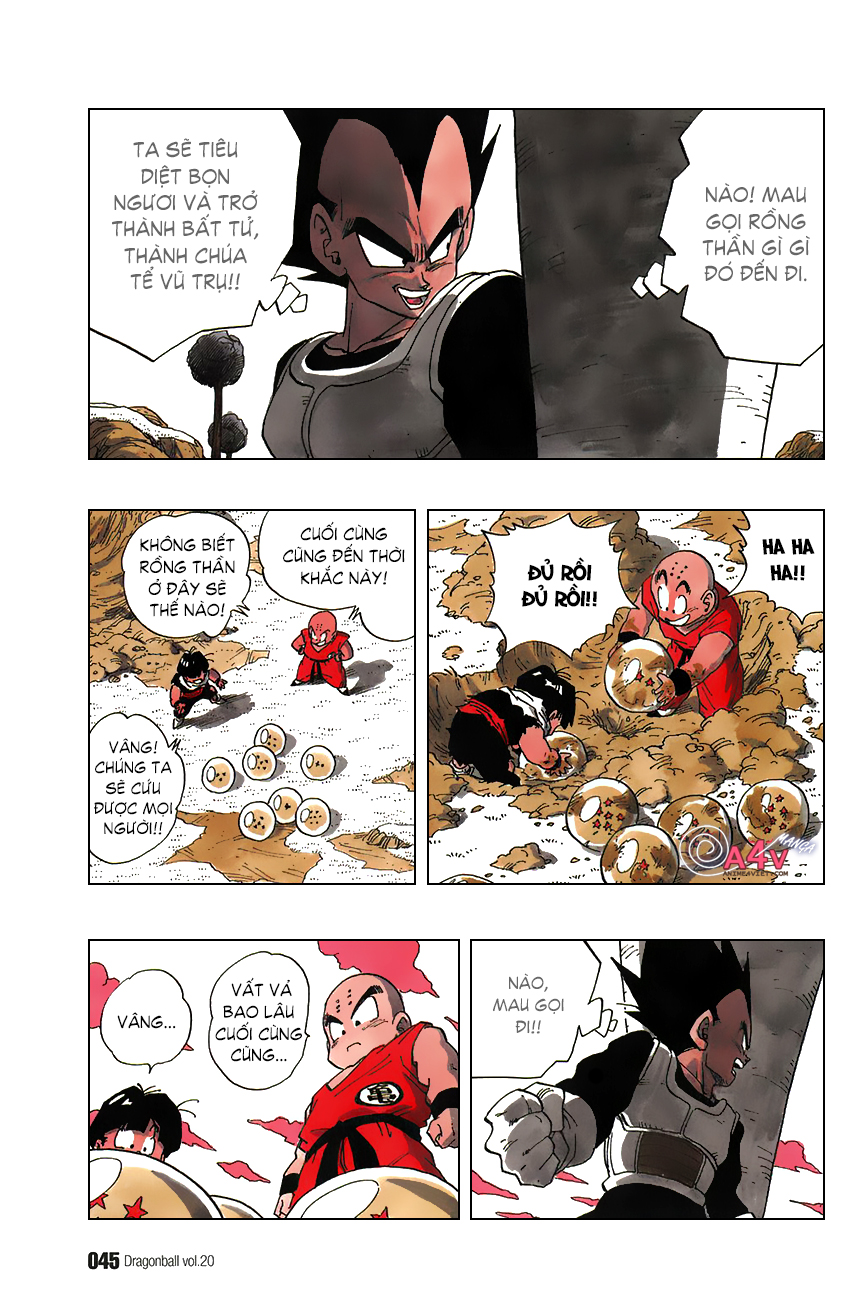 NÀO! MAU
GỌI RỒNG
THẦN GÌ GÌ
ĐÓ ĐẾN ĐI.
TA SẼ TIÊU
DIỆT BỌN
NGƯƠI VÀ TRỞ
THÀNH BẤT TỬ,
THÀNH CHÚA
TỂ VŨ TRỤ!!
HA HA
HA!!
ĐỦ RỒI
ĐỦ RỒI!!
CUỐI CÙNG
CŨNG ĐẾN THỜI
KHẮC NÀY!
KHÔNG BIẾT
RỒNG THẦN
Ở ĐÂY SẼ
THẾ NÀO!
VÂNG!
CHÚNG TA
SẼ CỨU
ĐƯỢC MỌI
NGƯỜI!!
A4V
MANGA
ANIMEAVIET.COM
NÀO,
MAU GỌI
ĐI!!
VẤT VẢ
BAO LÂU
CUỐI CÙNG
CŨNG...
VÂNG...
045 Dragonball vol.20